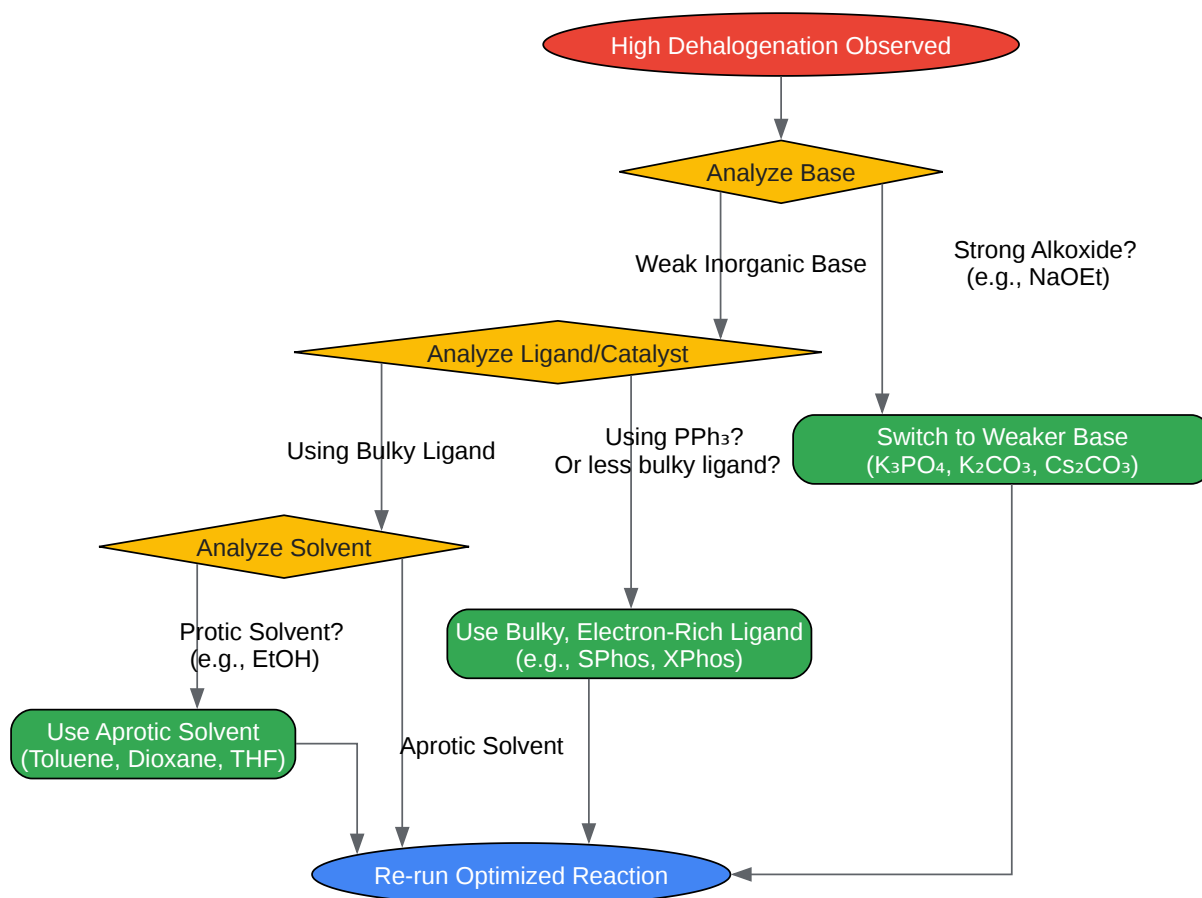 High Dehalogenation Observed
Analyze Base
Weak Inorganic Base
Strong Alkoxide?
(e.g., NaOEt)
Analyze Ligand/Catalyst
Using Bulky Ligand
Using PPh₃?
Or less bulky ligand?
Switch to Weaker Base
(K₃PO₄, K₂CO₃, Cs₂CO₃)
Analyze Solvent
Protic Solvent?
(e.g., EtOH)
Use Bulky, Electron-Rich Ligand
(e.g., SPhos, XPhos)
Use Aprotic Solvent
(Toluene, Dioxane, THF)
Aprotic Solvent
Re-run Optimized Reaction